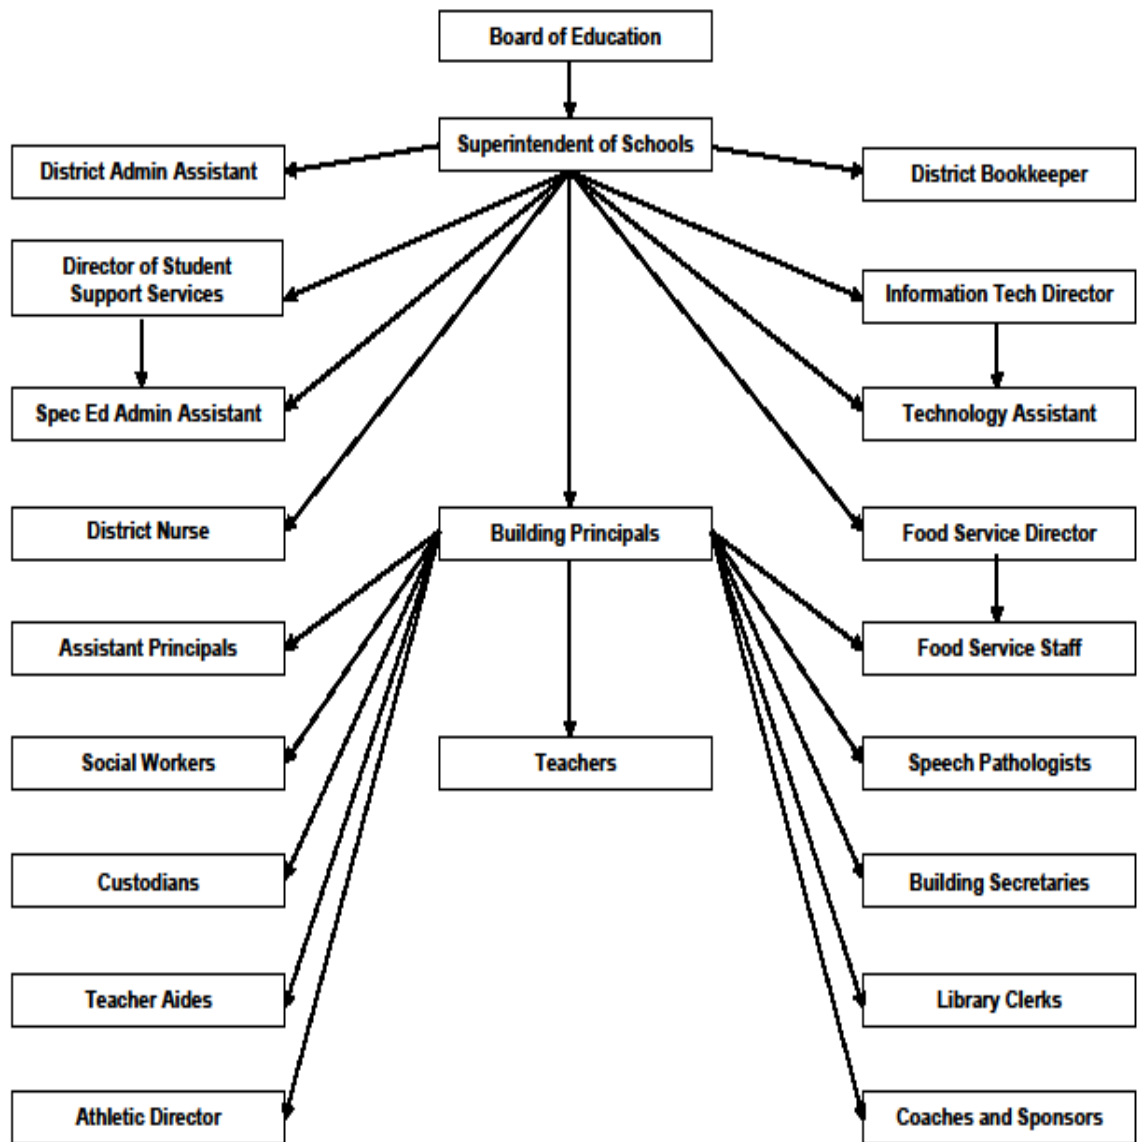 Board of Education
Superintendent of Schools
District Admin Assistant
District Bookkeeper
Director of Student
Support Services
Information Tech Director
Spec Ed Admin Assistant
Technology Assistant
District Nurse
Building Principals
Food Service Director
Assistant Principals
Food Service Staff
Social Workers
Teachers
Speech Pathologists
Custodians
Building Secretaries
Teacher Aides
Library Clerks
Athletic Director
Coaches and Sponsors